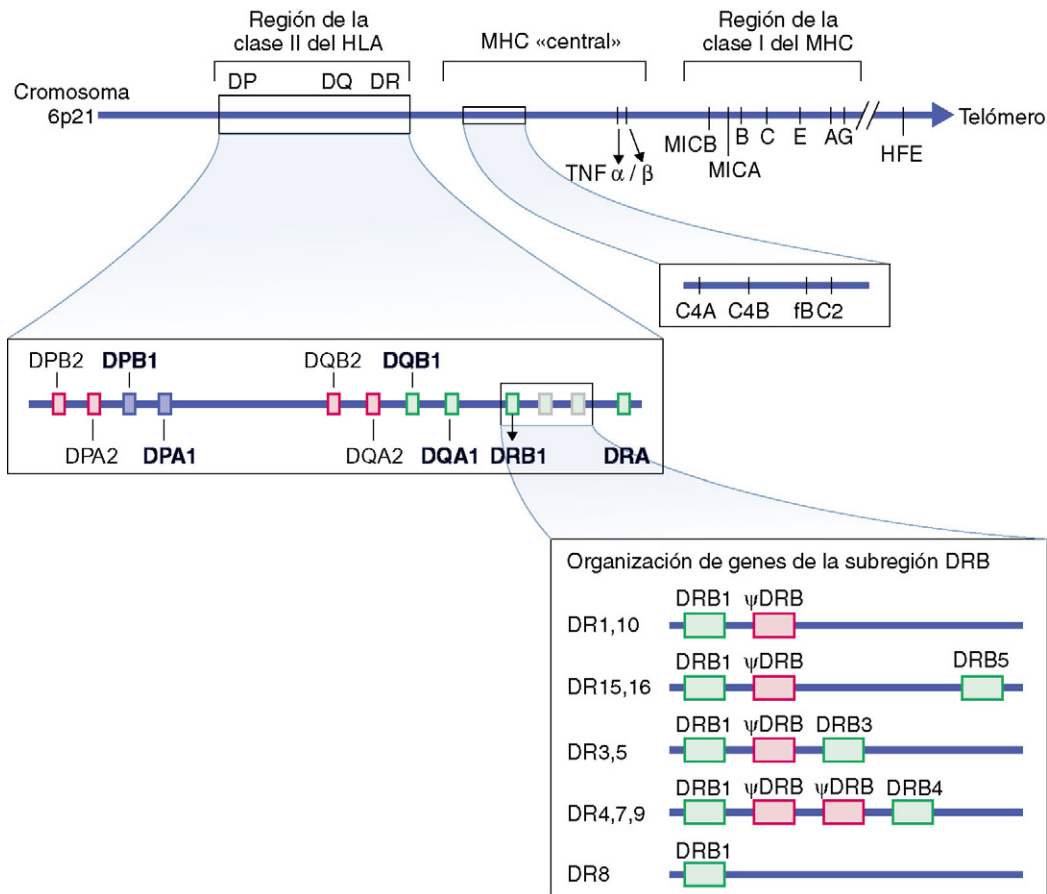 Región de la
clase II del HLA
MHC «central»
Región de la
clase I del MHC
DP DQ DR
Cromosoma
6p21
Telómero
MICB
MICA
B C E AG
HFE
TNF α / β
C4A C4B fB C2
DPB2 DPB1 DQB2 DQB1
DPA2 DPA1 DQA2 DQA1 DRB1 DRA
Organización de genes de la subregión DRB
DRB1 ψDRB
DR1,10
DRB1 ψDRB DRB5
DR15,16
DRB1 ψDRB DRB3
DR3,5
DRB1 ψDRB ψDRB DRB4
DR4,7,9
DRB1
DR8